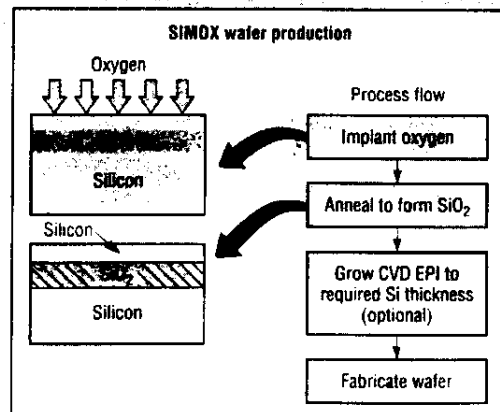 SIMOX wafer production
Oxygen
Silicon
Silicon
SiO₂
Silicon
Process flow
Implant oxygen
Anneal to form SiO₂
Grow CVD EPI to
required Si thickness
(optional)
Fabricate wafer